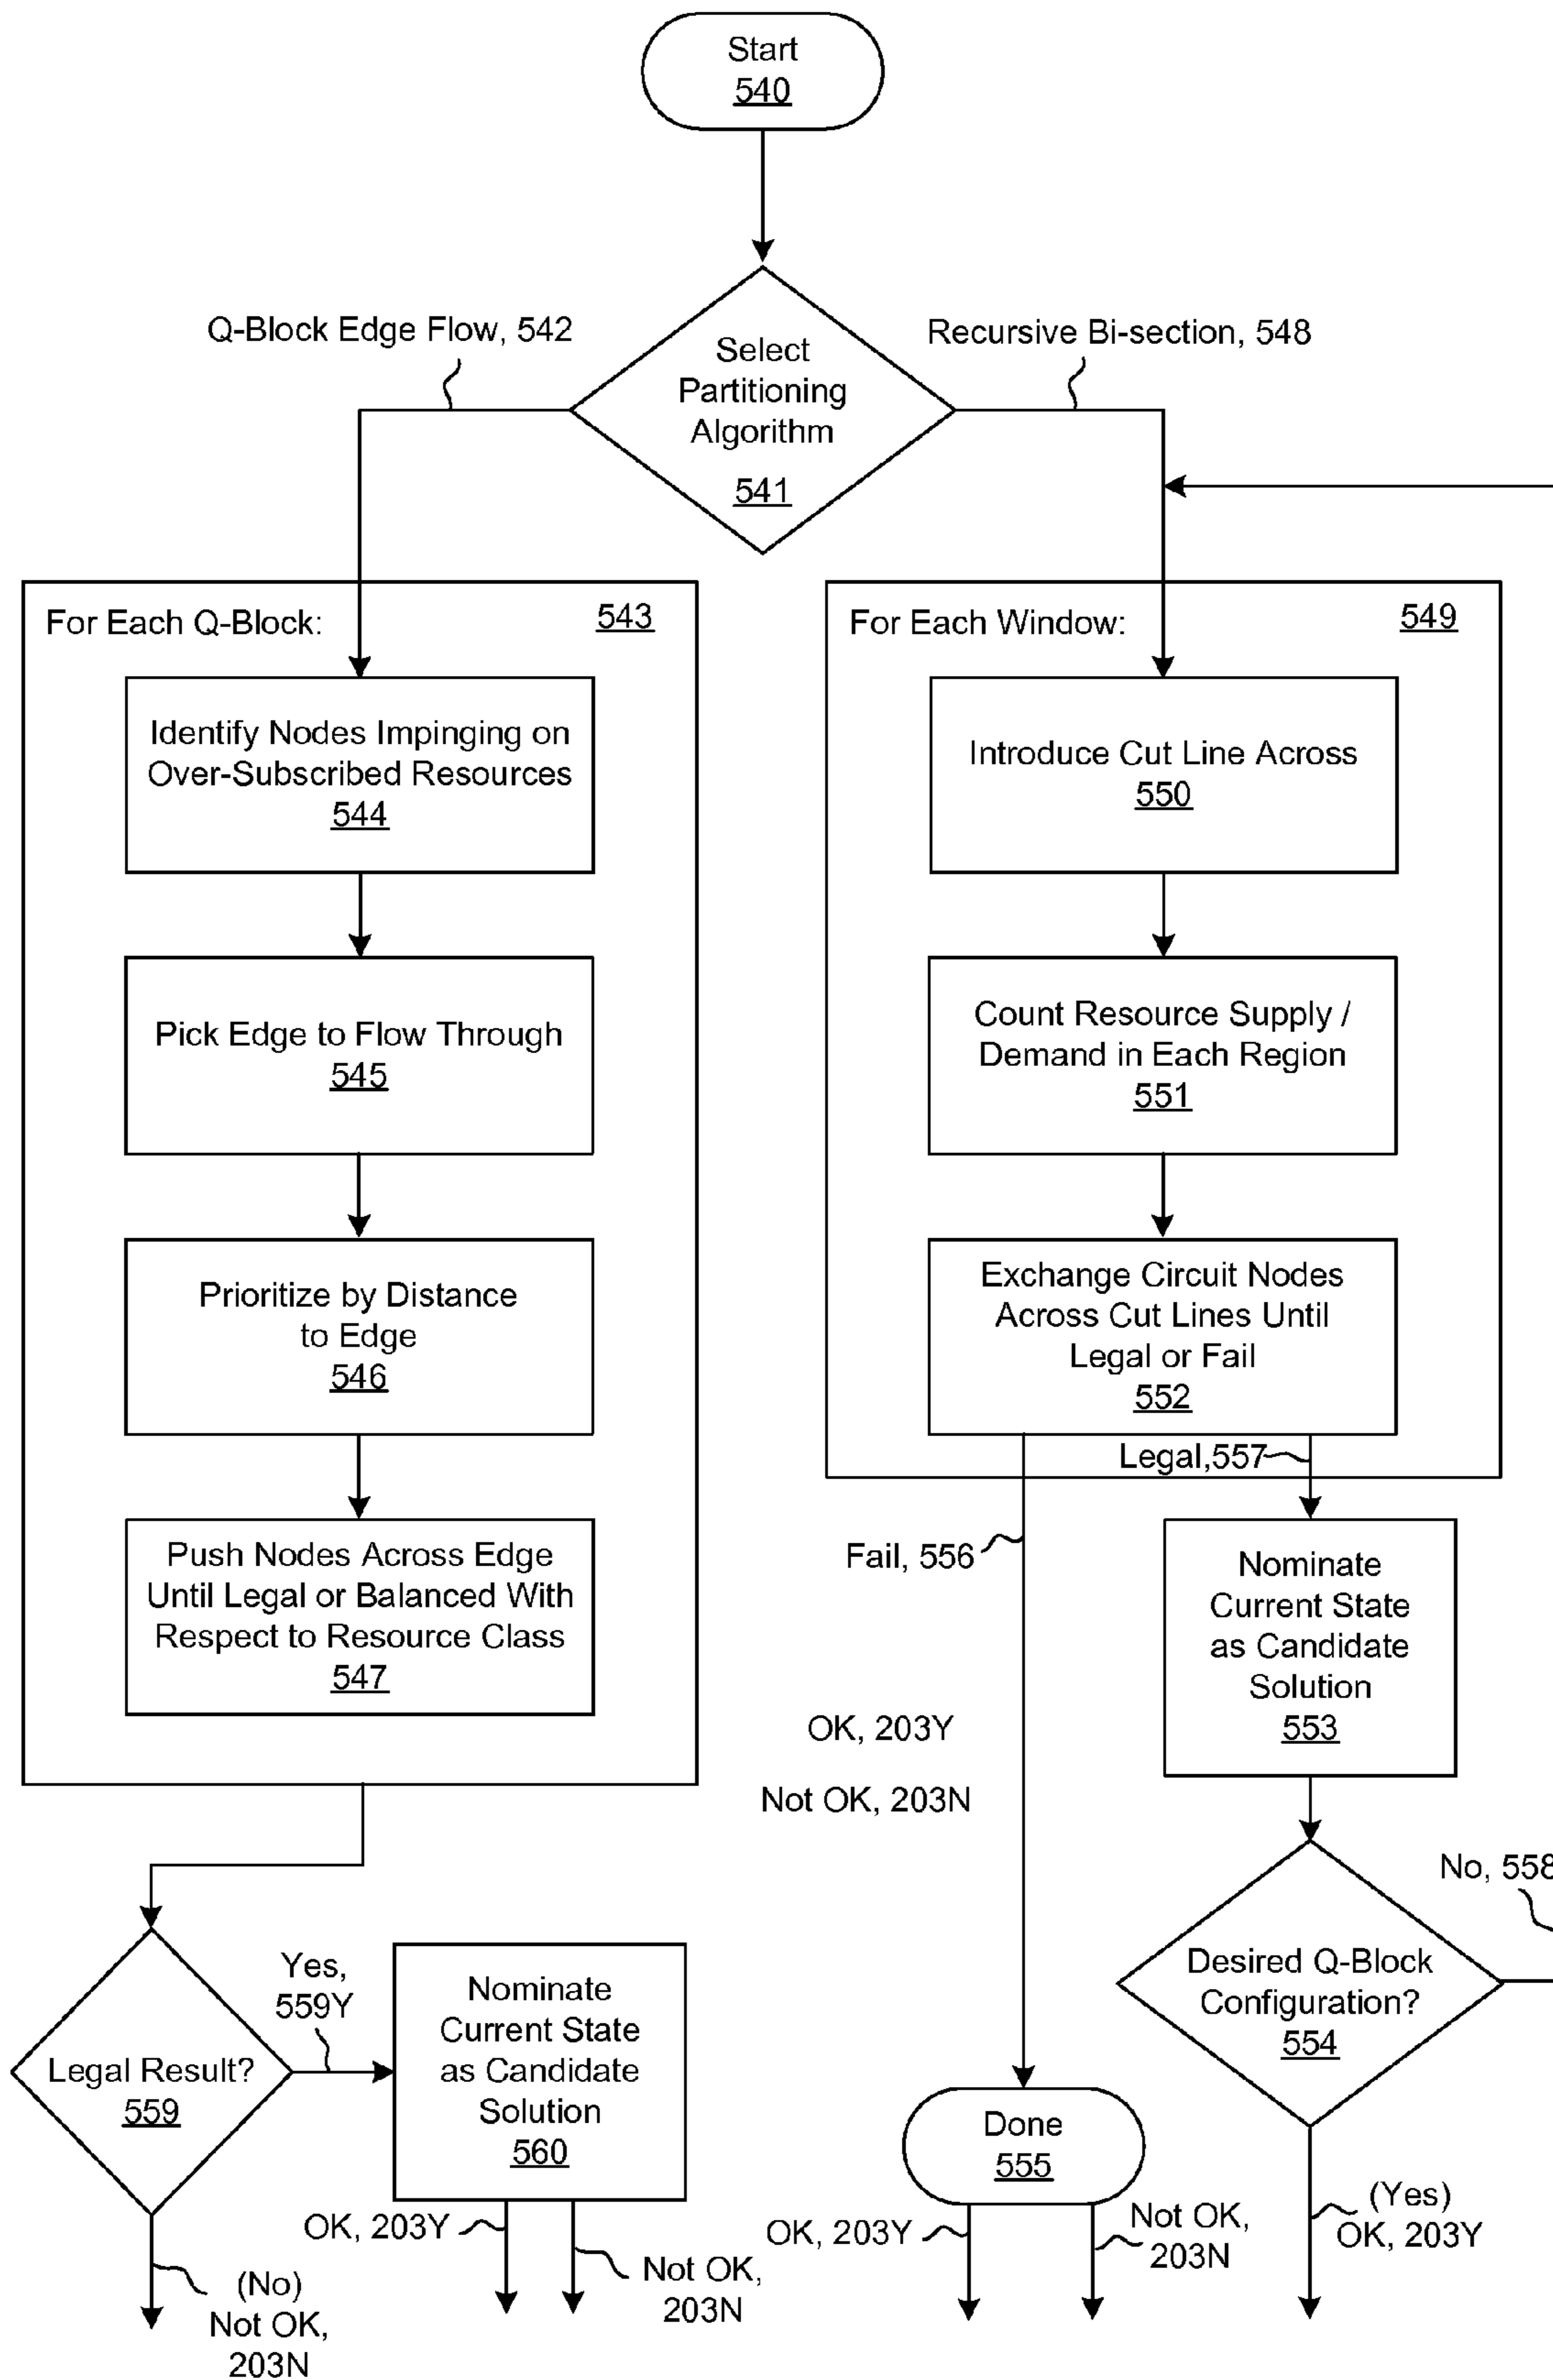 Start
540
Q-Block Edge Flow, 542
Recursive Bi-section, 548
Select
Partitioning
Algorithm
541
For Each Q-Block:
543
Identify Nodes Impinging on
Over-Subscribed Resources
544
Pick Edge to Flow Through
545
Prioritize by Distance
to Edge
546
Push Nodes Across Edge
Until Legal or Balanced With
Respect to Resource Class
547
For Each Window:
549
Introduce Cut Line Across
550
Count Resource Supply /
Demand in Each Region
551
Exchange Circuit Nodes
Across Cut Lines Until
Legal or Fail
552
Legal,557
Fail, 556
Nominate
Current State
as Candidate
Solution
553
OK, 203Y
Not OK, 203N
No, 558
Desired Q-Block
Configuration?
554
Yes,
559Y
Legal Result?
559
Nominate
Current State
as Candidate
Solution
560
Done
555
OK, 203Y
Not OK,
203N
(No)
Not OK,
203N
OK, 203Y
Not OK,
203N
(Yes)
OK, 203Y